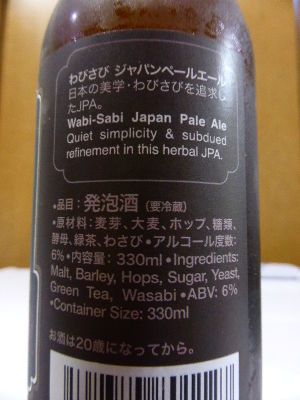 わびさび ジャパンペールエール
日本の美学・わびさびを追求し
たJPA。
Wabi-Sabi Japan Pale Ale
Quiet simplicity & subdued
refinement in this herbal JPA.
•品目：発泡酒（要冷蔵）
•原材料：麦芽、大麦、ホップ、糖類、
酵母、緑茶、わさび •アルコール度数：
6% •内容量：330ml •Ingredients:
Malt, Barley, Hops, Sugar, Yeast,
Green Tea, Wasabi •ABV: 6%
•Container Size: 330ml
お酒は20歳になってから。